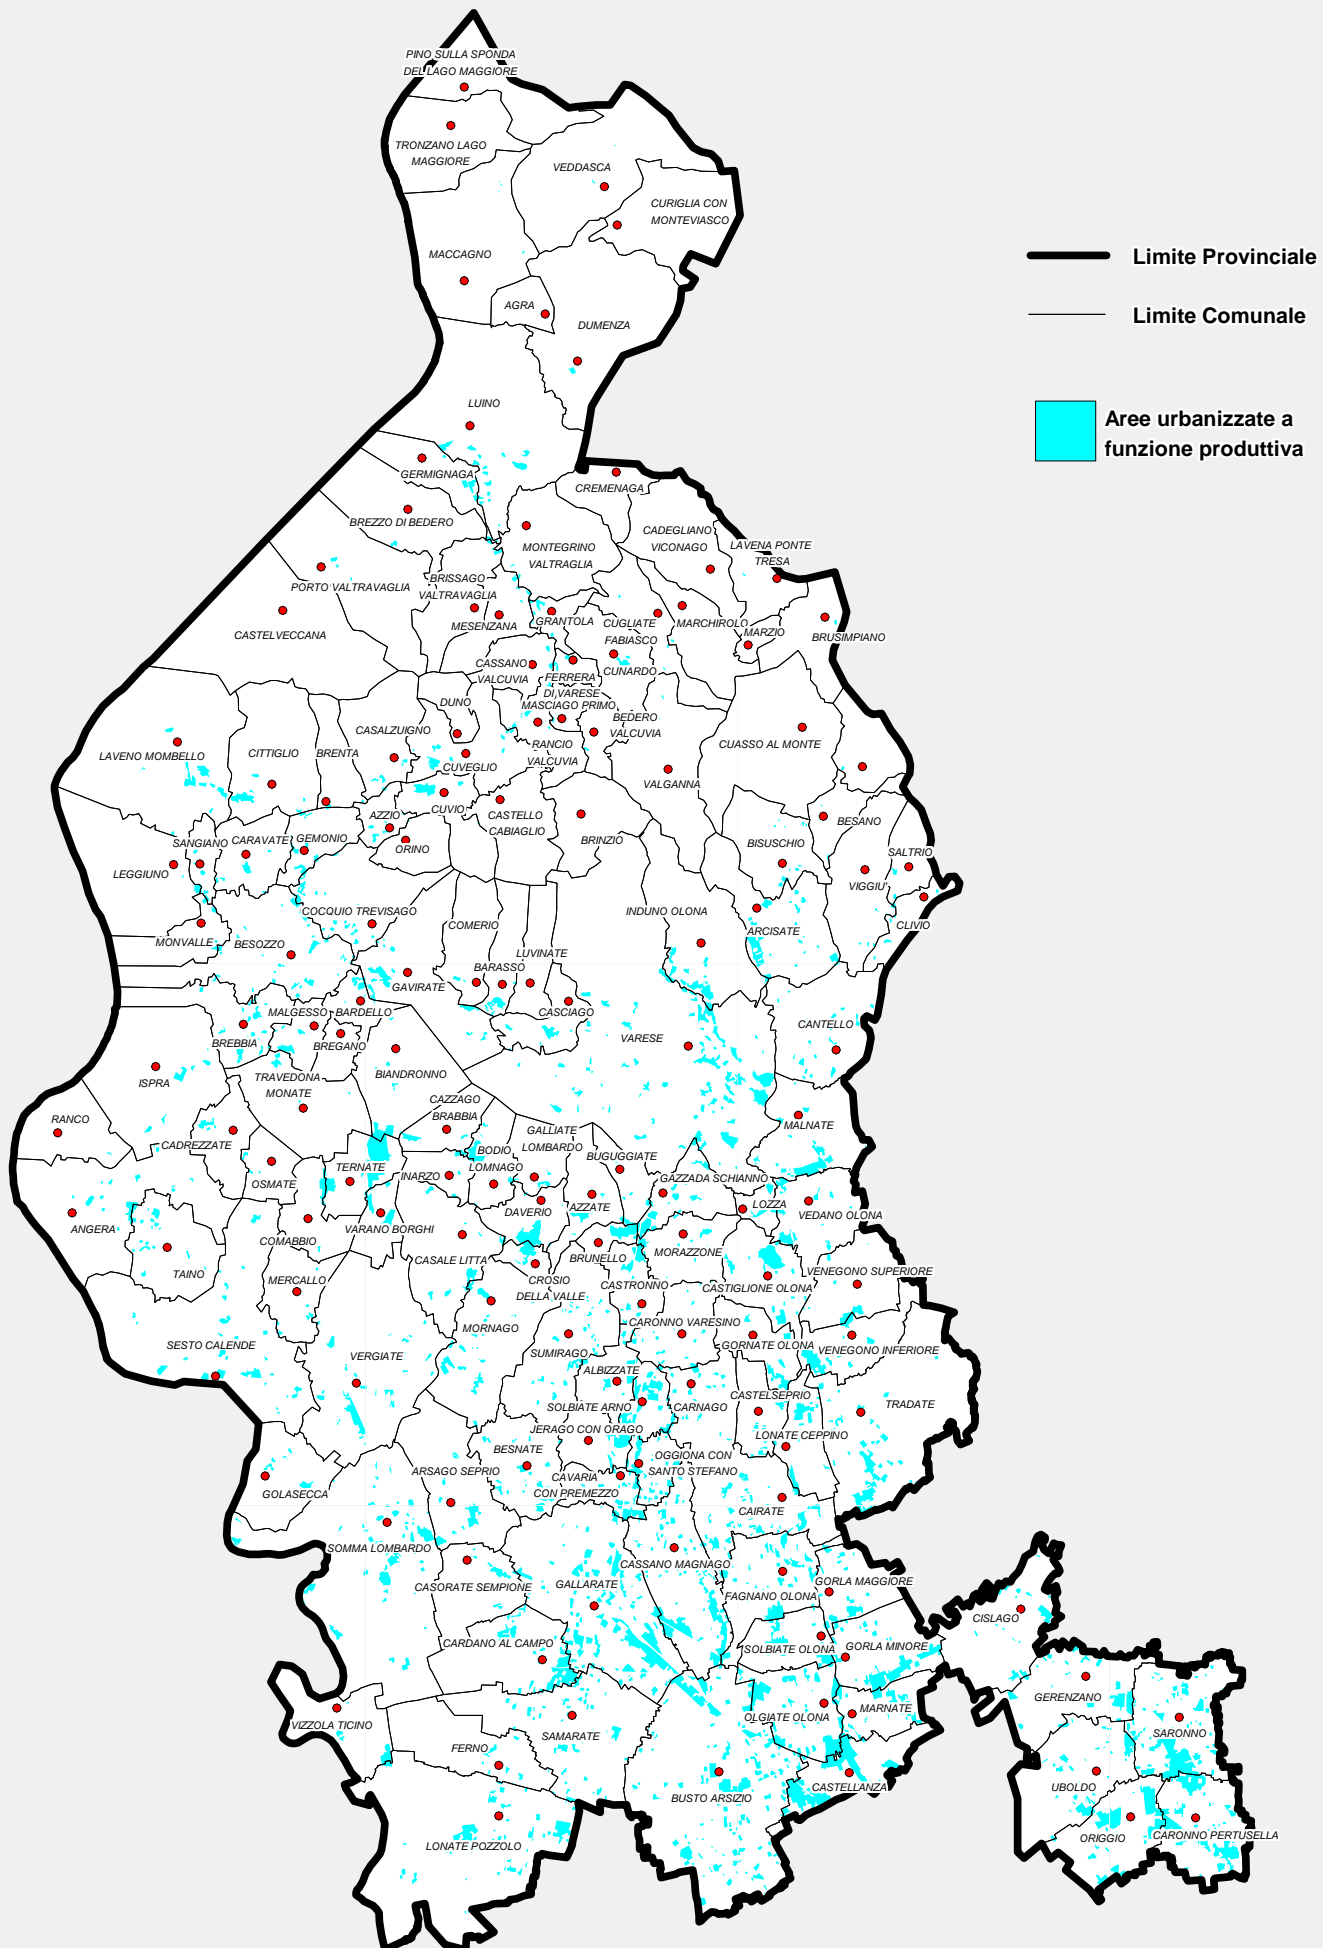 PINO SULLA SPONDA
DEL LAGO MAGGIORE
TRONZANO LAGO
MAGGIORE
VEDDASCA
CURIGLIA CON
MONTEVIASCO
MACCAGNO
AGRA
DUMENZA
Limite Provinciale
Limite Comunale
Aree urbanizzate a
funzione produttiva
LUINO
GERMIGNAGA
CREMENAGA
BREZZO DI BEDERO
MONTEGRINO
VALTRAGLIA
CADEGLIANO
VICONAGO
LAVENA PONTE
TRESA
PORTO VALTRAVAGLIA
BRISSAGO
VALTRAVAGLIA
MESENZANA
GRANTOLA
CUGLIATE
FABIASCO
MARCHIROLO
MARZIO
BRUSIMPIANO
CASTELVECCANA
CASSANO
VALCUVIA
FERRERA
DI VARESE
CUNARDO
MASCIAGO PRIMO
DUNO
BEDERO
VALCUVIA
LAVENO MOMBELLO
CITTIGLIO
BRENTA
CASALZUIGNO
CUVEGLIO
RANCIO
VALCUVIA
CUASSO AL MONTE
VALGANNA
CUVIO
AZZIO
CASTELLO
CABIAGLIO
BRINZIO
BESANO
BISUSCHIO
SANGIANO
CARAVATE
GEMONIO
ORINO
LEGGIUNO
SALTRIO
VIGGIU'
CLIVIO
COCQUIO TREVISAGO
COMERIO
INDUNO OLONA
ARCISATE
MONVALLE
BESOZZO
LUVINATE
BARASSO
GAVIRATE
CASCIAGO
MALGESSO
BARDELLO
BREBBIA
BREGANO
VARESE
CANTELLO
ISPRA
TRAVEDONA
MONATE
BIANDRONNO
CAZZAGO
BRABBIA
RANCO
CADREZZATE
BODIO
LOMNAGO
GALLIATE
LOMBARDO
BUGUGGIATE
MALNATE
OSMATE
TERNATE
INARZO
GAZZADA SCHIANNO
LOZZA
VEDANO OLONA
ANGERA
COMABBIO
VARANO BORGHI
DAVERIO
AZZATE
TAINO
CASALE LITTA
BRUNELLO
MORAZZONE
MERCALLO
CROSIO
DELLA VALLE
CASTRONNO
CASTIGLIONE OLONA
VENEGONO SUPERIORE
MORNAGO
CARONNO VARESINO
SESTO CALENDE
VERGIATE
SUMIRAGO
GORNATE OLONA
VENEGONO INFERIORE
ALBIZZATE
SOLBIATE ARNO
CARNAGO
CASTELSEPRIO
TRADATE
JERAGO CON ORAGO
LONATE CEPPINO
BESNATE
OGGIONA CON
SANTO STEFANO
ARSAGO SEPRIO
CAVARIA
CON PREMEZZO
GOLASECCA
CAIRATE
SOMMA LOMBARDO
CASSANO MAGNAGO
CASORATE SEMPIONE
GALLARATE
FAGNANO OLONA
GORLA MAGGIORE
CISLAGO
CARDANO AL CAMPO
SOLBIATE OLONA
GORLA MINORE
GERENZANO
VIZZOLA TICINO
OLGIATE OLONA
MARNATE
SAMARATE
SARONNO
FERNO
CASTELLANZA
UBOLDO
BUSTO ARSIZIO
LONATE POZZOLO
ORIGGIO
CARONNO PERTUSELLA